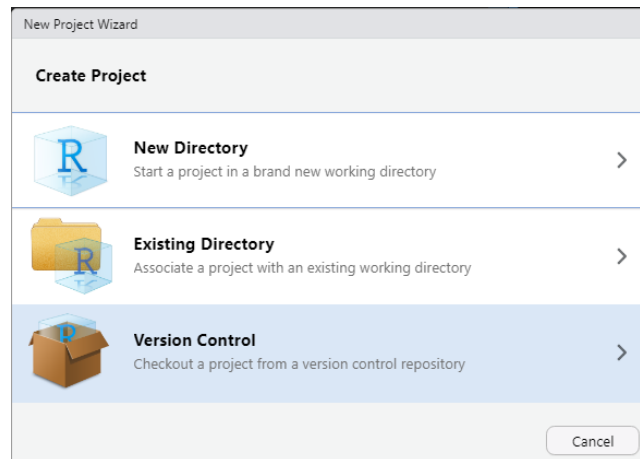 New Project Wizard
Create Project
R
New Directory
Start a project in a brand new working directory
R
Existing Directory
Associate a project with an existing working directory
R
Version Control
Checkout a project from a version control repository
Cancel